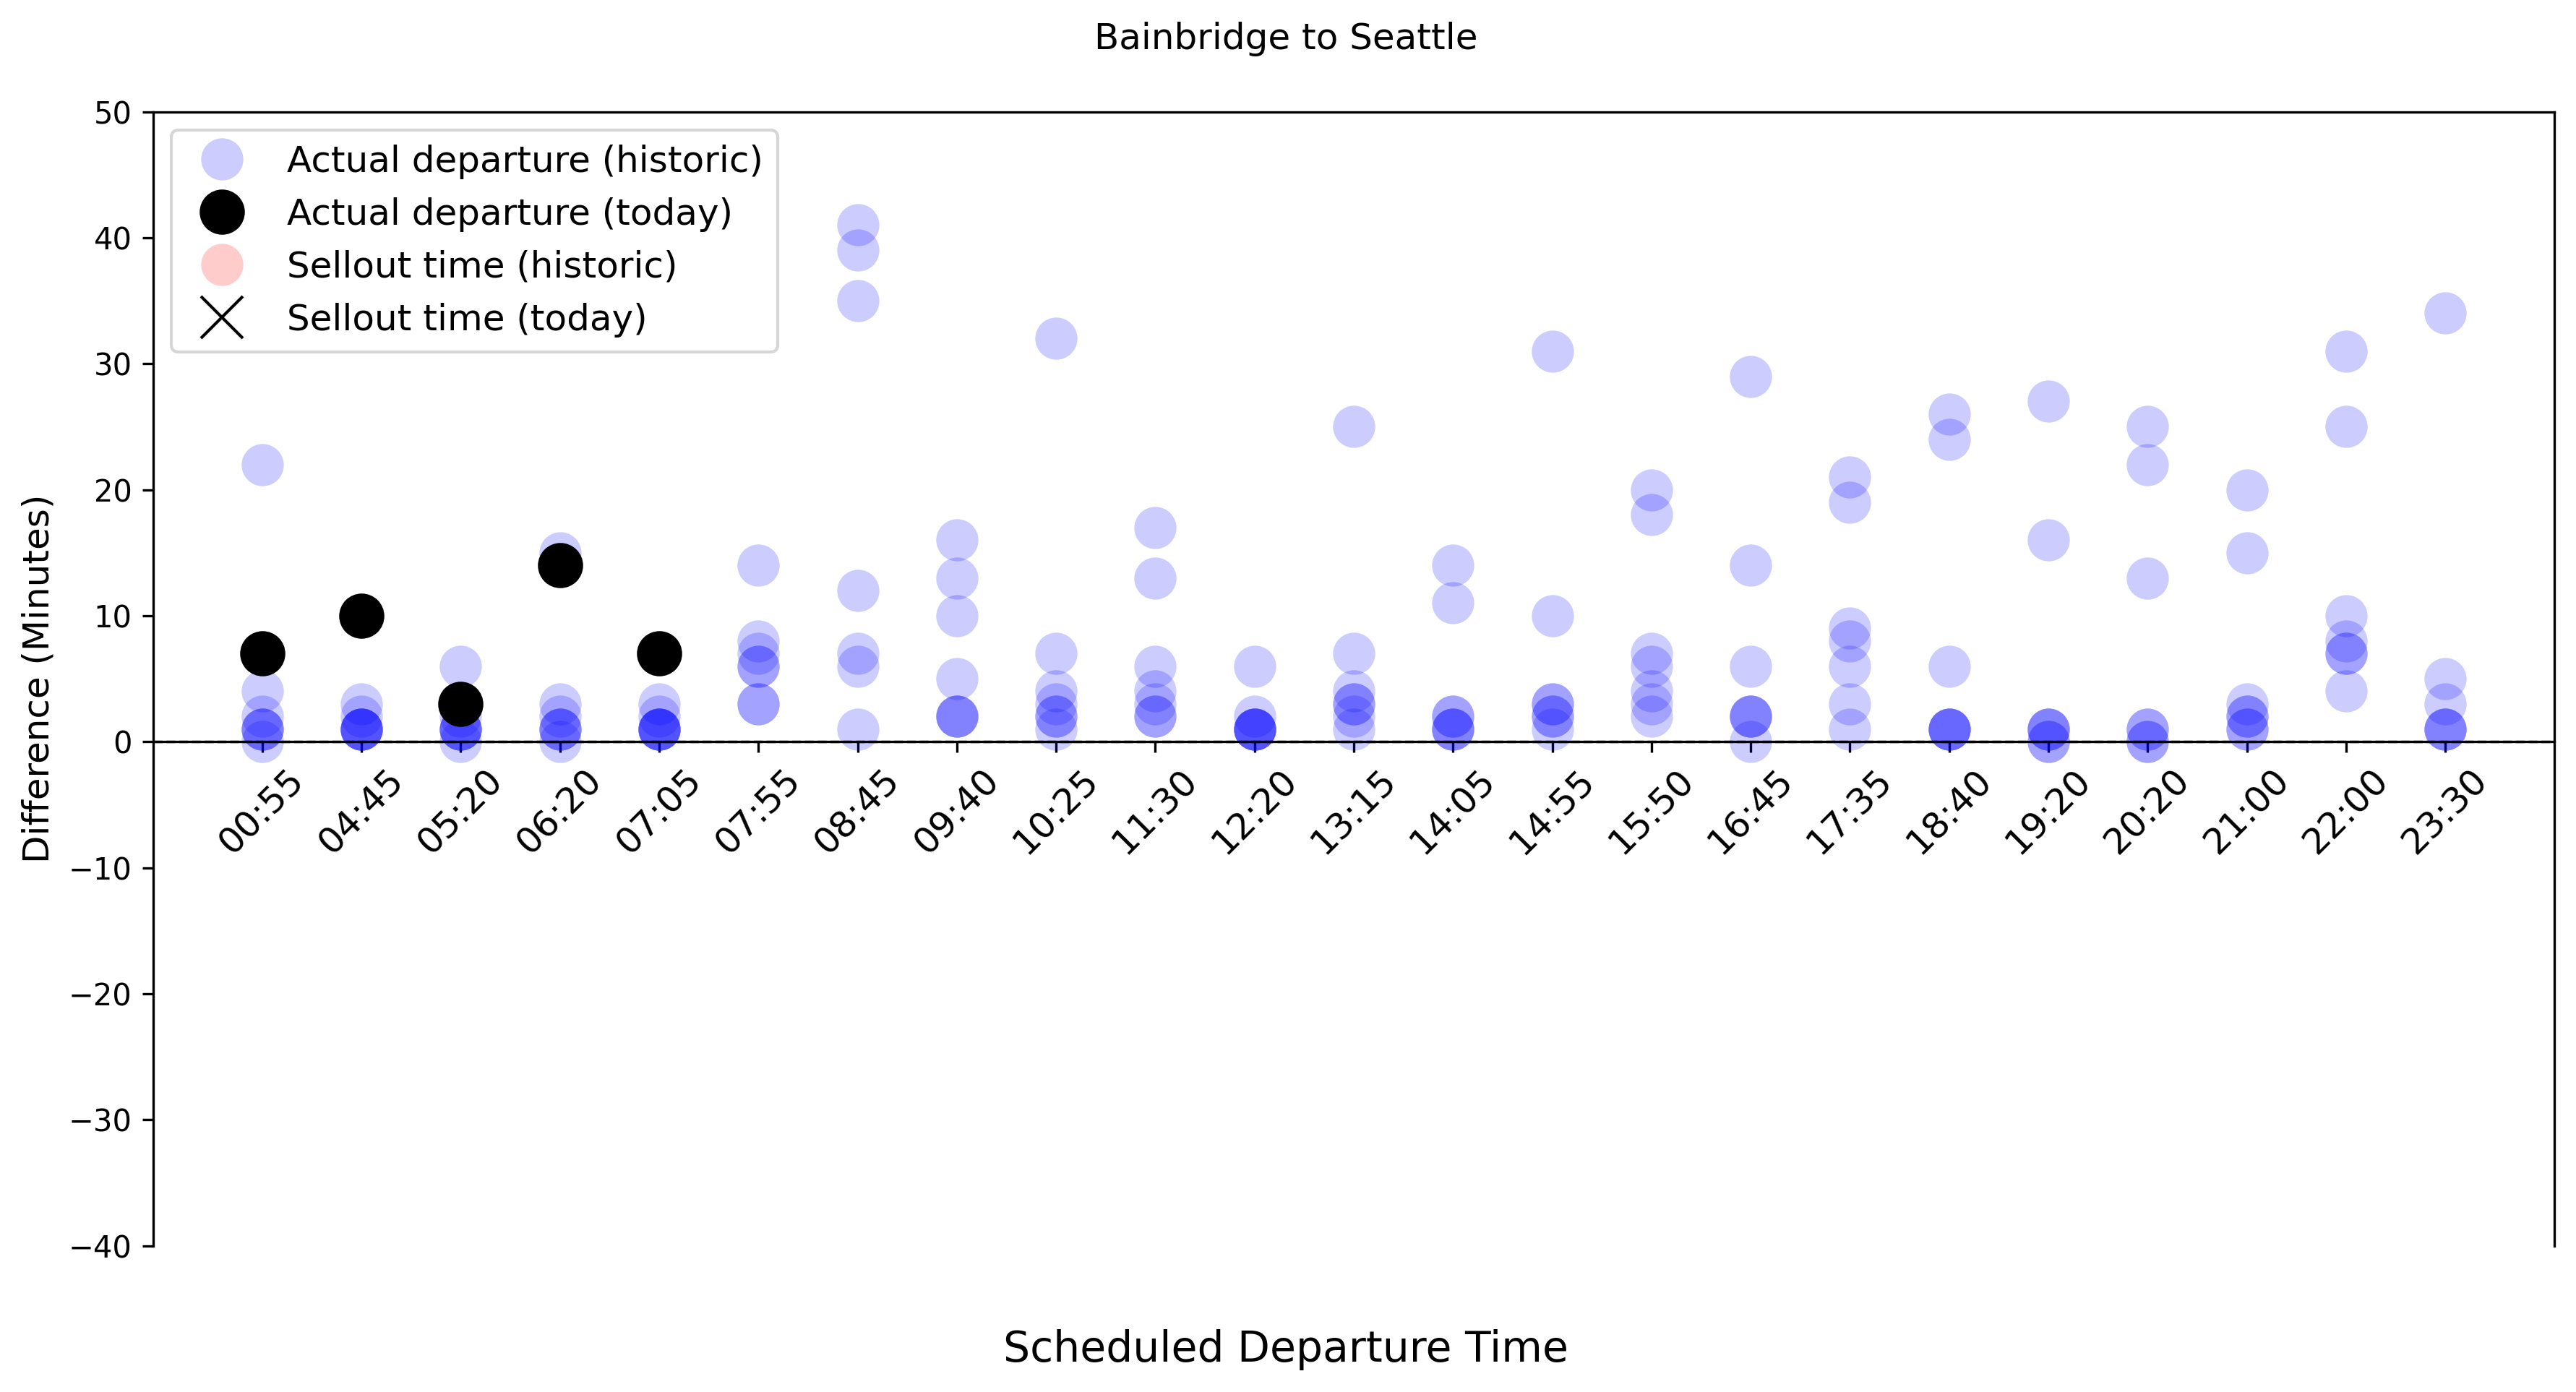 Bainbridge to Seattle
50
40
30
20
10
0
−10
−20
−30
−40
Difference (Minutes)
Actual departure (historic)
Actual departure (today)
Sellout time (historic)
Sellout time (today)
00:55 04:45 05:20 06:20 07:05 07:55 08:45 09:40 10:25 11:30 12:20 13:15 14:05 14:55 15:50 16:45 17:35 18:40 19:20 20:20 21:00 22:00 23:30
Scheduled Departure Time